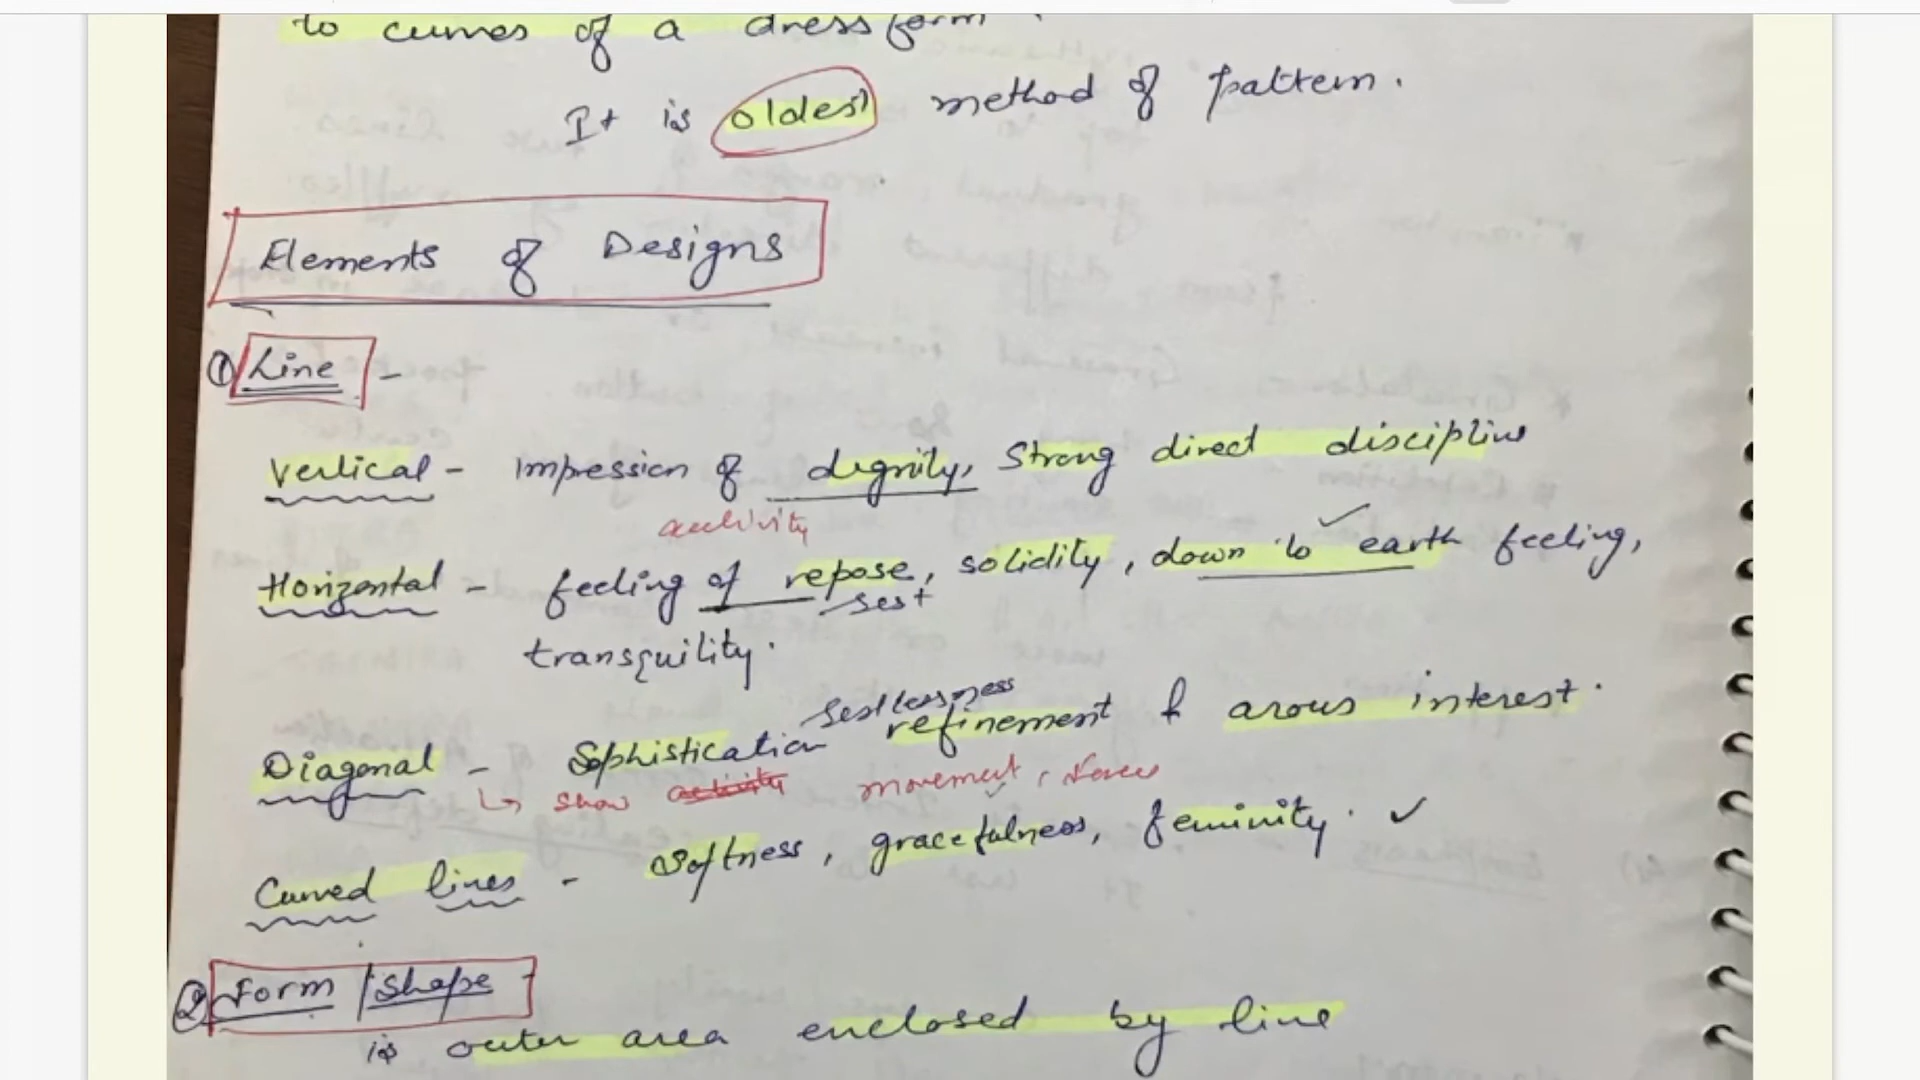 to curves of a dress form.
It is oldest method of pattern.
Elements of Designs
① Line -
Vertical - Impression of dignity, Strong direct discipline
activity
Horizontal - feeling of repose, solidity, down to earth feeling,
rest
tranquility.
restlessness
Diagonal - Sophistication refinement & arous interest.
↳ show activity movement, force
Curved lines - Softness, gracefulness, feminity. ✓
② Form / Shape
is outer area enclosed by line